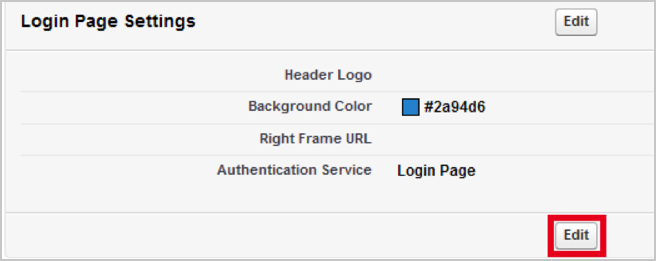 Login Page Settings Edit
Header Logo
Background Color #2a94d6
Right Frame URL
Authentication Service Login Page
Edit